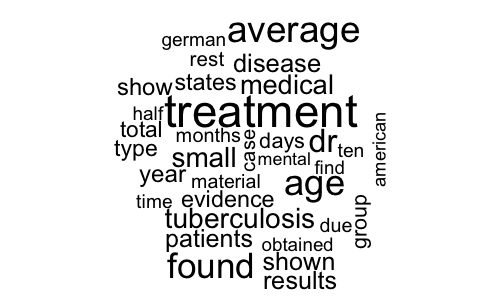 german average
rest disease
show states medical
half treatment
total months case days dr ten american
type small mental find
year material age
time evidence
tuberculosis due group
patients obtained
found shown
results